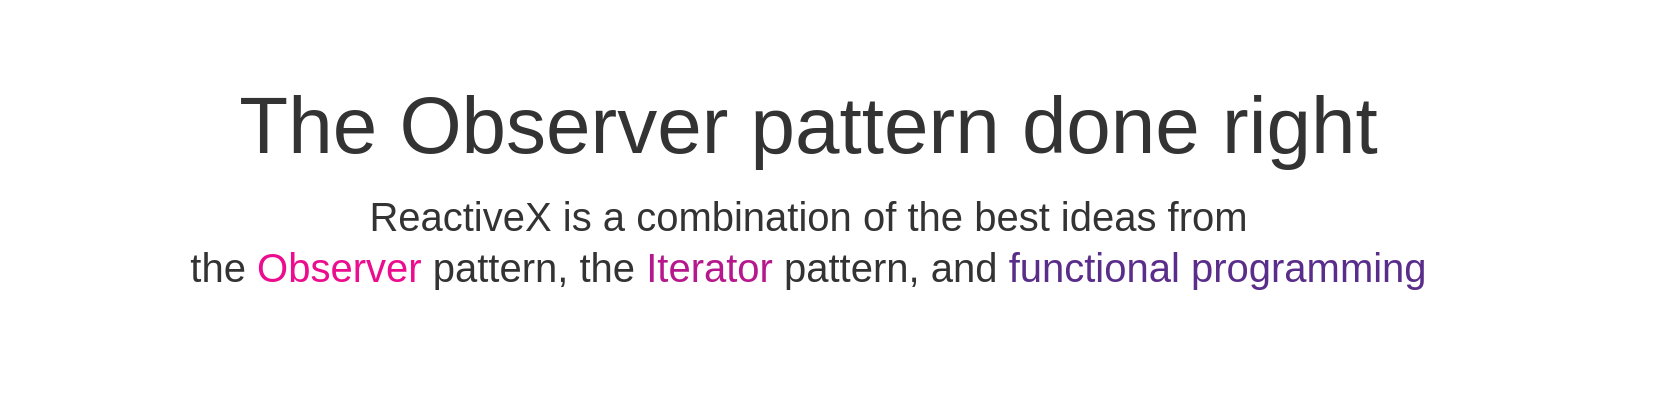 The Observer pattern done right
ReactiveX is a combination of the best ideas from
the Observer pattern, the Iterator pattern, and functional programming